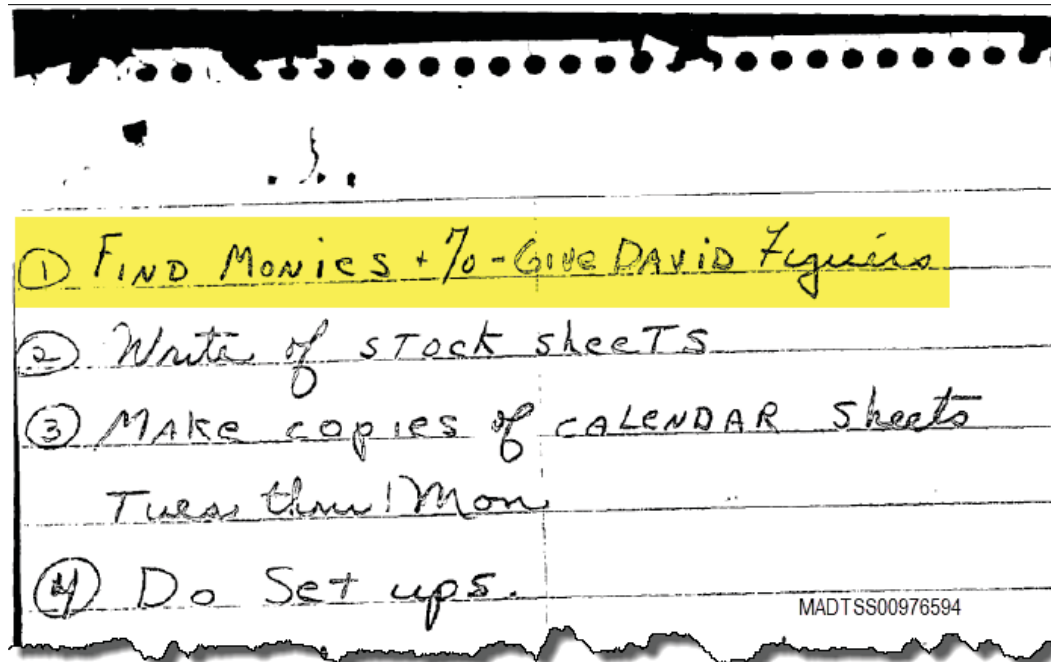 ① FIND MONIES + % - GIVE DAVID Figures
② Write of stock sheets
③ Make copies of CALENDAR Sheets
Tues thru Mon
④ Do Set ups.
MADTSS00976594